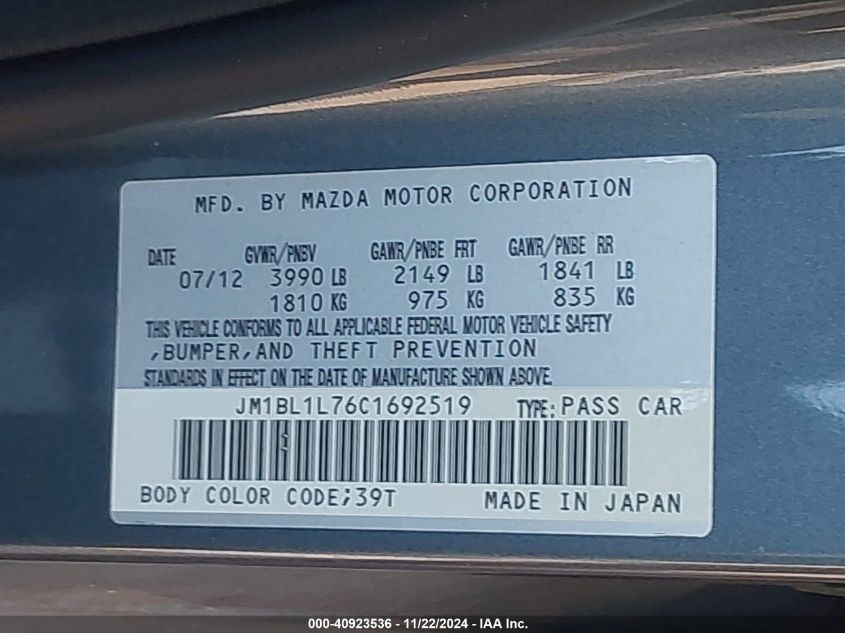 MFD. BY MAZDA MOTOR CORPORATION
DATE GVWR/PNBV GAWR/PNBE FRT GAWR/PNBE RR
07/12 3990 LB 2149 LB 1841 LB
1810 KG 975 KG 835 KG
THIS VEHICLE CONFORMS TO ALL APPLICABLE FEDERAL MOTOR VEHICLE SAFETY
,BUMPER,AND THEFT PREVENTION
STANDARDS IN EFFECT ON THE DATE OF MANUFACTURE SHOWN ABOVE.
JM1BL1L76C1692519 TYPE: PASS CAR
BODY COLOR CODE;39T MADE IN JAPAN
000-40923536 - 11/22/2024 - IAA Inc.